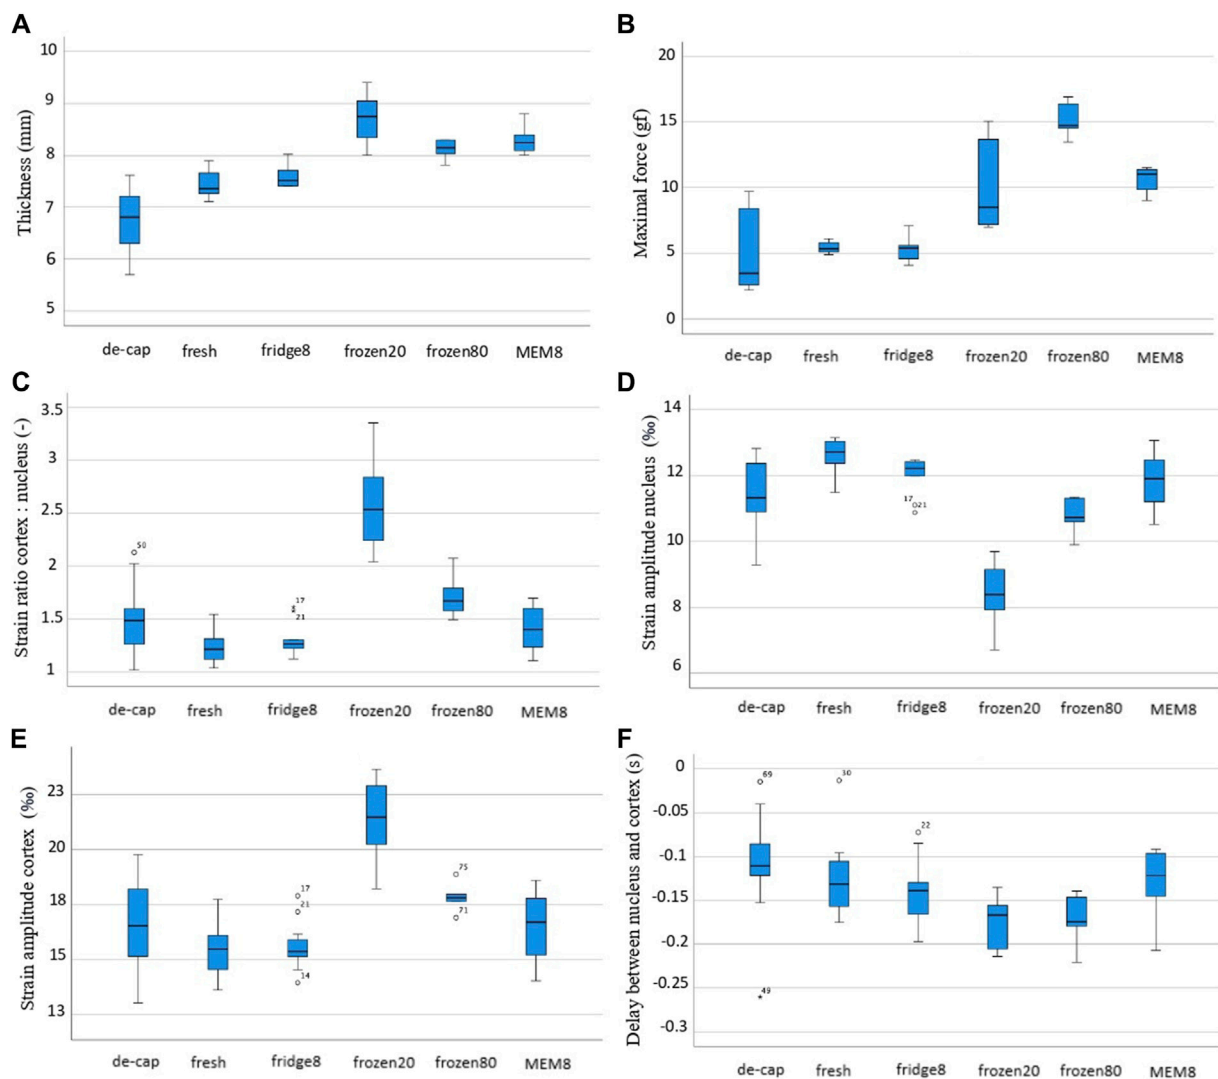 A
Thickness (mm)
10
9
8
7
6
5
de-cap fresh fridge8 frozen20 frozen80 MEM8
B
Maximal force (gf)
20
15
10
5
0
de-cap fresh fridge8 frozen20 frozen80 MEM8
C
Strain ratio cortex : nucleus (-)
3.5
3
2.5
2
1.5
1
50
17
21
de-cap fresh fridge8 frozen20 frozen80 MEM8
D
Strain amplitude nucleus (‰)
14
12
10
8
6
17 21
de-cap fresh fridge8 frozen20 frozen80 MEM8
E
Strain amplitude cortex (‰)
23
20
18
15
13
17
21
14
75
71
de-cap fresh fridge8 frozen20 frozen80 MEM8
F
Delay between nucleus and cortex (s)
0
-0.05
-0.1
-0.15
-0.2
-0.25
-0.3
69
30
22
49
de-cap fresh fridge8 frozen20 frozen80 MEM8